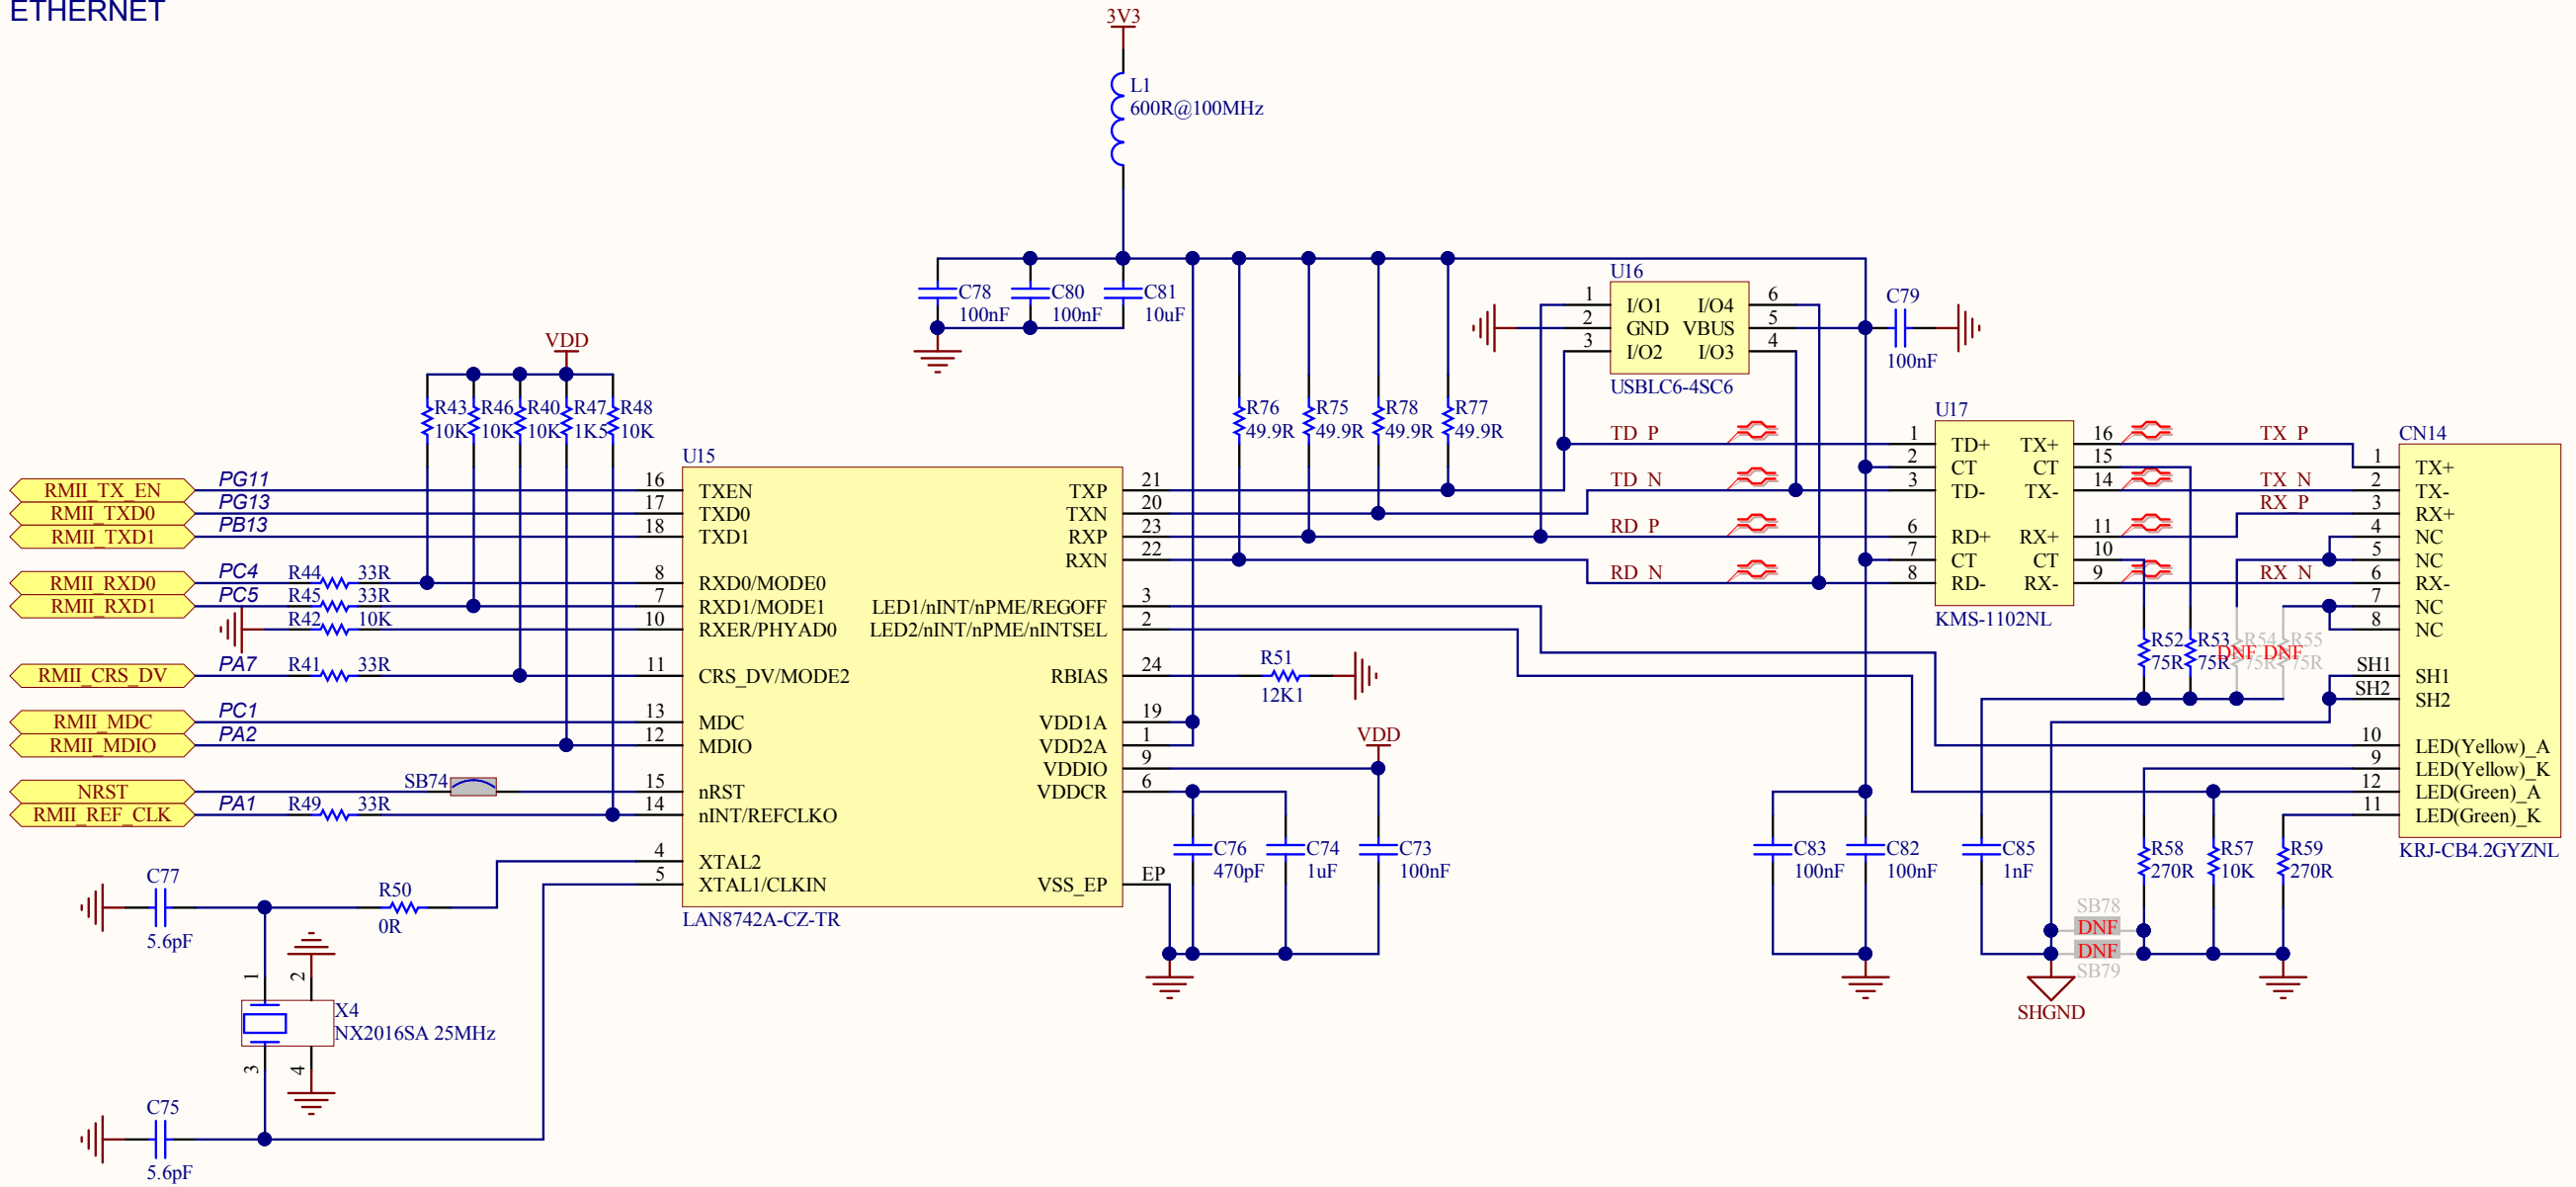 ETHERNET
3V3
L1
600R@100MHz
C78
100nF
C80
100nF
C81
10uF
U16
1 I/O1 I/O4 6
2 GND VBUS 5
3 I/O2 I/O3 4
USBLC6-4SC6
C79
100nF
VDD
R43
10K
R46
10K
R40
10K
R47
1K5
R48
10K
R76
49.9R
R75
49.9R
R78
49.9R
R77
49.9R
RMII_TX_EN PG11
RMII_TXD0 PG13
RMII_TXD1 PB13
RMII_RXD0 PC4 R44 33R
RMII_RXD1 PC5 R45 33R
R42 10K
RMII_CRS_DV PA7 R41 33R
RMII_MDC PC1
RMII_MDIO PA2
NRST SB74
RMII_REF_CLK PA1 R49 33R
U15
16 TXEN TXP 21
17 TXD0 TXN 20
18 TXD1 RXP 23
RXN 22
8 RXD0/MODE0
7 RXD1/MODE1 LED1/nINT/nPME/REGOFF 3
10 RXER/PHYAD0 LED2/nINT/nPME/nINTSEL 2
11 CRS_DV/MODE2 RBIAS 24
13 MDC VDD1A 19
12 MDIO VDD2A 1
VDDIO 9
15 nRST VDDCR 6
14 nINT/REFCLKO
4 XTAL2
5 XTAL1/CLKIN VSS_EP EP
LAN8742A-CZ-TR
R51
12K1
VDD
C76
470pF
C74
1uF
C73
100nF
TD_P
TD_N
RD_P
RD_N
U17
1 TD+ TX+ 16
2 CT CT 15
3 TD- TX- 14
6 RD+ RX+ 11
7 CT CT 10
8 RD- RX- 9
KMS-1102NL
TX_P
TX_N
RX_P
RX_N
R52
75R
R53
75R
R54
75R
DNF
R55
75R
DNF
CN14
1 TX+
2 TX-
3 RX+
4 NC
5 NC
6 RX-
7 NC
8 NC
SH1 SH1
SH2 SH2
10 LED(Yellow)_A
9 LED(Yellow)_K
12 LED(Green)_A
11 LED(Green)_K
KRJ-CB4.2GYZNL
C83
100nF
C82
100nF
C85
1nF
R58
270R
R57
10K
R59
270R
SB78
DNF
DNF
SB79
SHGND
C77
5.6pF
R50
0R
1
2
3
4
X4
NX2016SA 25MHz
C75
5.6pF